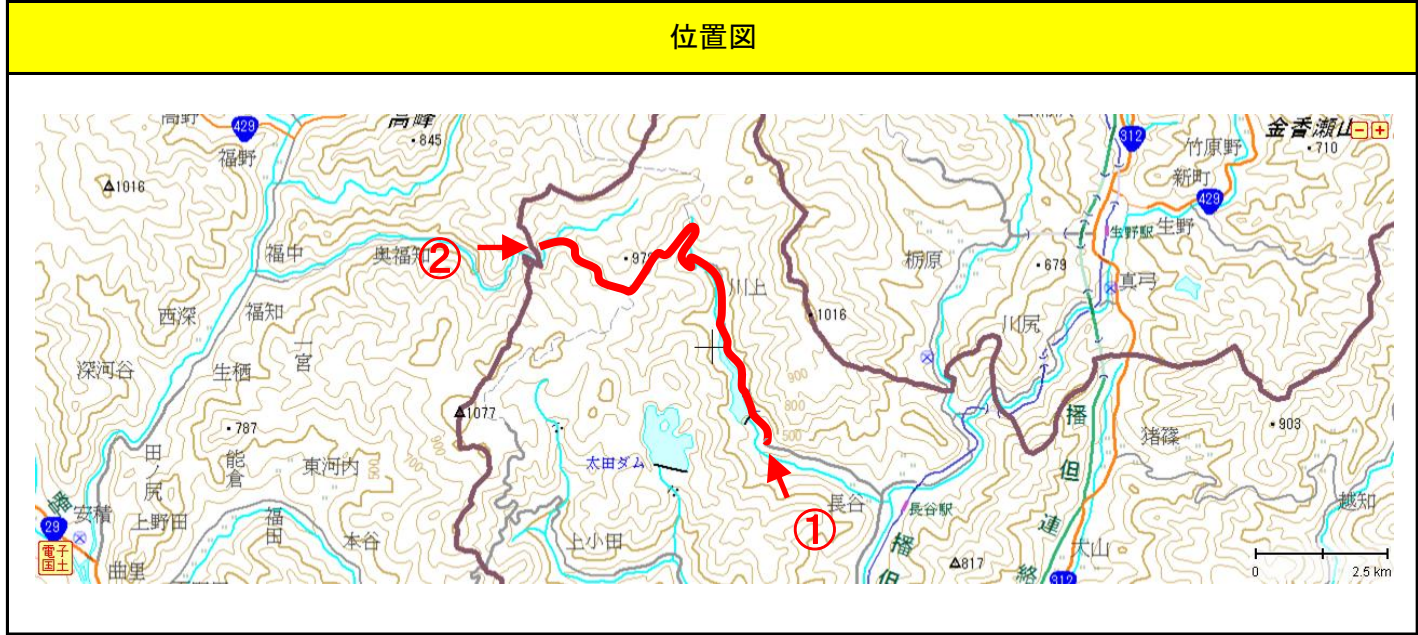 位置図
高野
429
高峰
・845
福野
△1016
福中
奥福知
②
西深
福知
一宮
深河谷
生栖
・787
能倉
東河内
田ノ尻
上野田
安積
29
電子国土
曲里
福田
本谷
△1077
900
500
太田ダム
上小田
川上
900
800
500
①
長谷
長谷駅
・1016
栃原
・679
川尻
312
金香瀬山
・710
－
＋
竹原野
新町
429
生野駅
生野
真弓
播但連絡
猪篠
・903
越知
大山
播但
△817
312
0
2.5 km